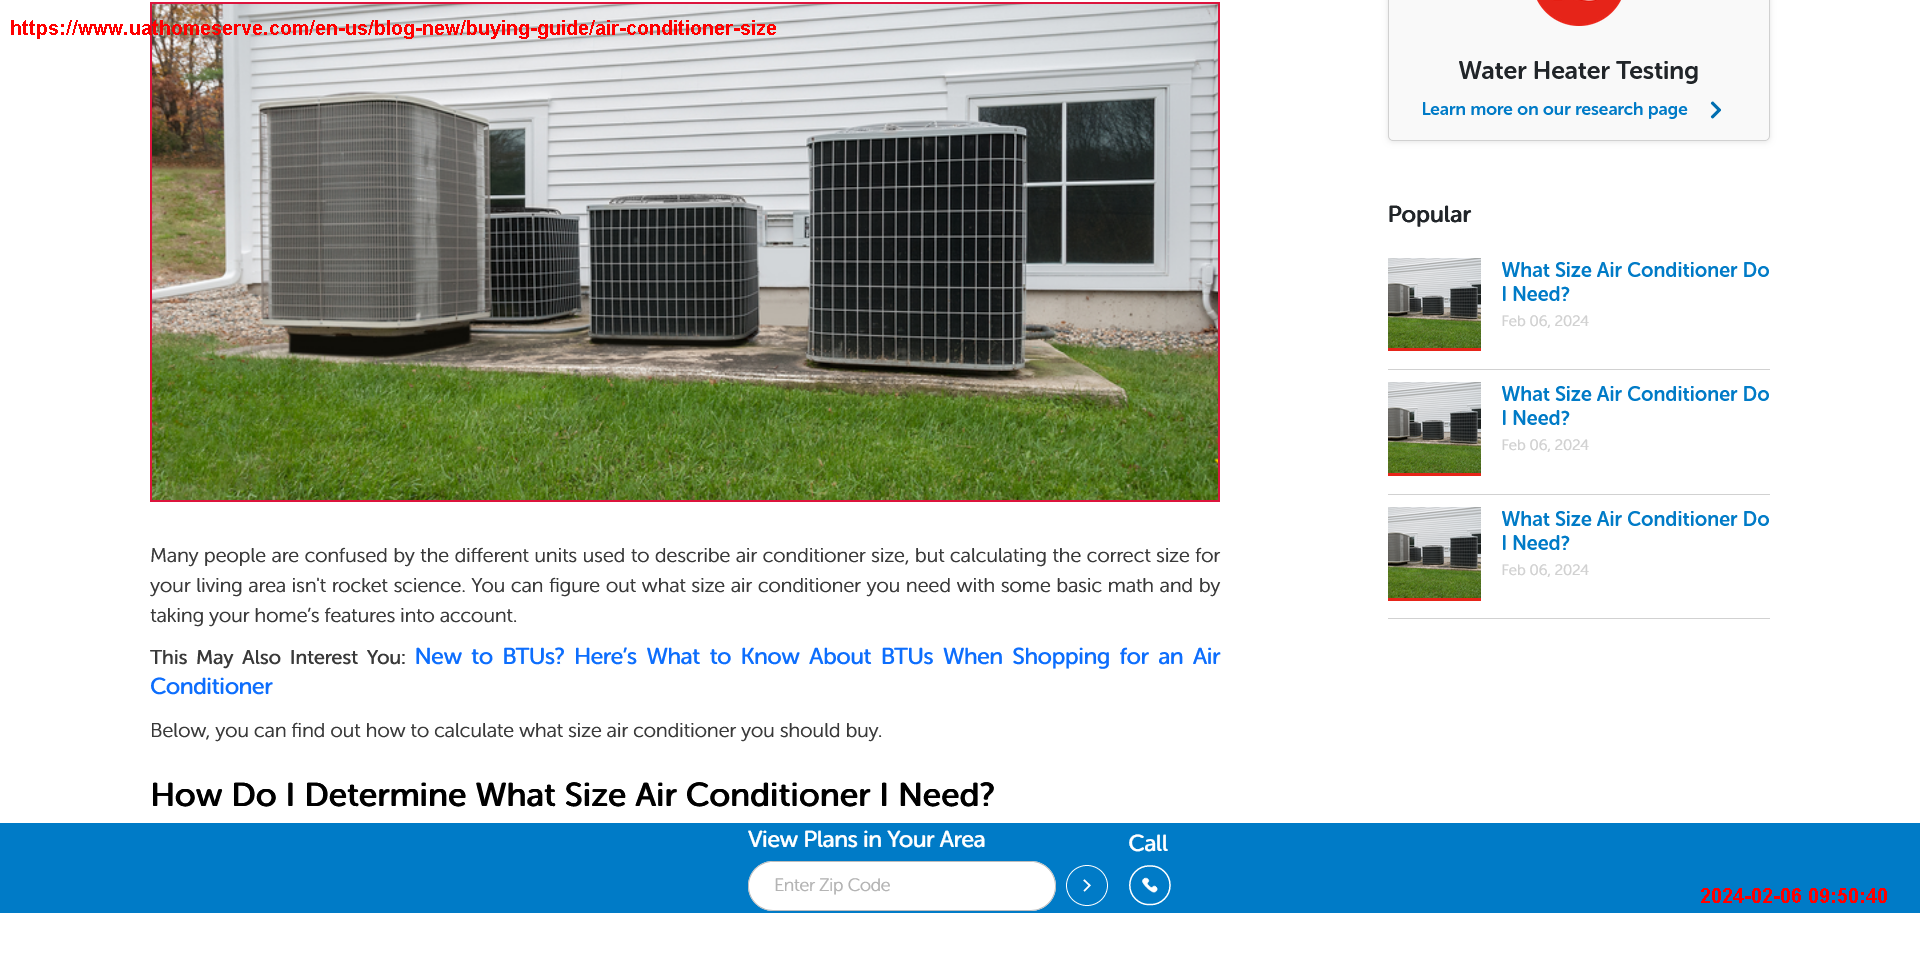 https://www.uathomeserve.com/en-us/blog-new/buying-guide/air-conditioner-size
Many people are confused by the different units used to describe air conditioner size, but calculating the correct size for
your living area isn't rocket science. You can figure out what size air conditioner you need with some basic math and by
taking your home’s features into account.
This May Also Interest You: New to BTUs? Here’s What to Know About BTUs When Shopping for an Air
Conditioner
Below, you can find out how to calculate what size air conditioner you should buy.
How Do I Determine What Size Air Conditioner I Need?
Water Heater Testing
Learn more on our research page
Popular
What Size Air Conditioner Do
I Need?
Feb 06, 2024
What Size Air Conditioner Do
I Need?
Feb 06, 2024
What Size Air Conditioner Do
I Need?
Feb 06, 2024
View Plans in Your Area
Enter Zip Code
Call
2024-02-06 09:50:40